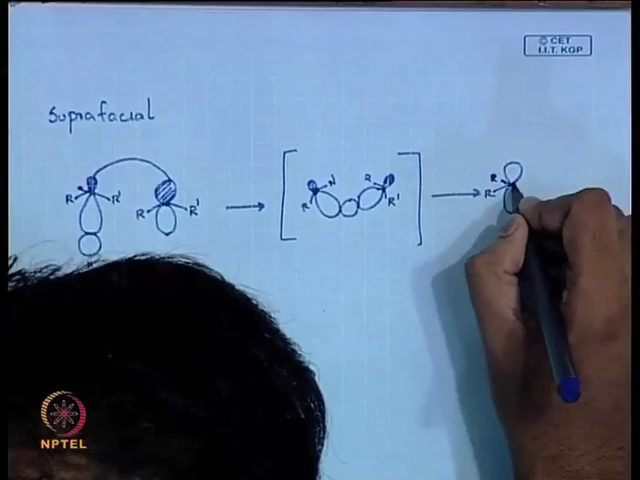 © CET
I.I.T. KGP
Suprafacial
R R' R R'
R R' R R'
R R
NPTEL